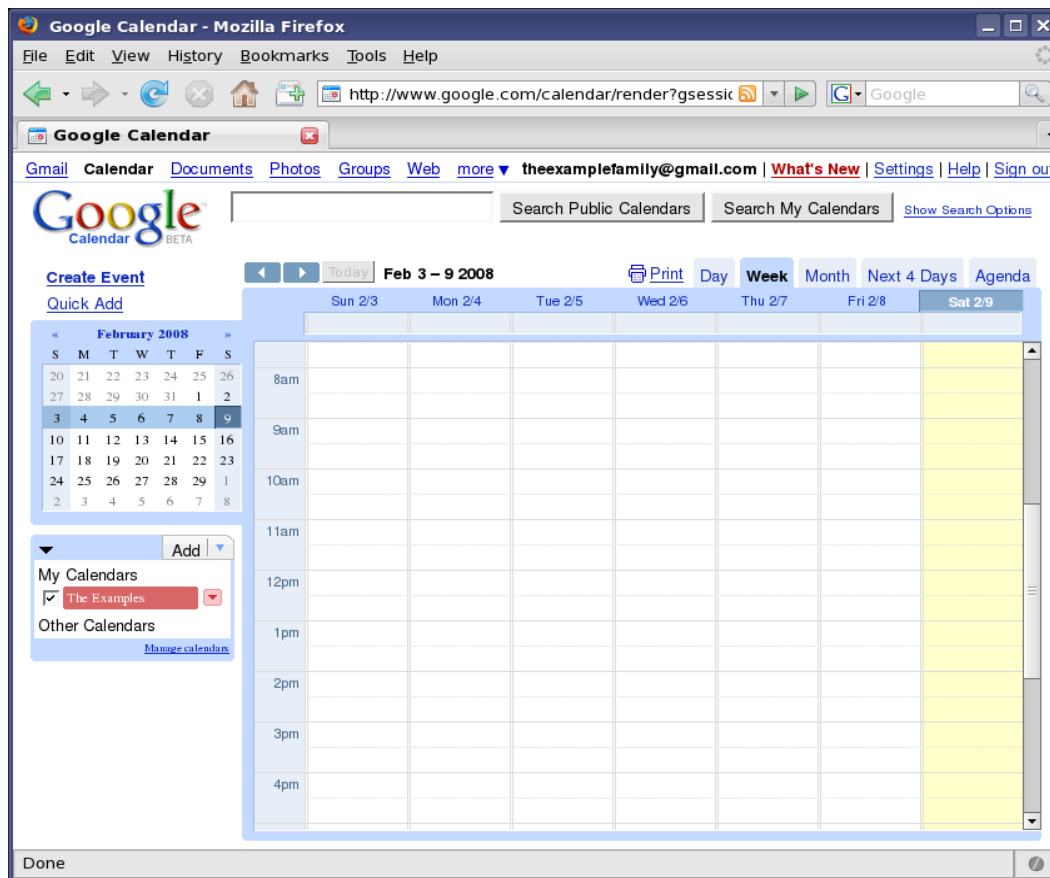 Google Calendar - Mozilla Firefox
File Edit View History Bookmarks Tools Help
http://www.google.com/calendar/render?gsessic G Google
Google Calendar
Gmail Calendar Documents Photos Groups Web more ▼ theexamplefamily@gmail.com | What's New | Settings | Help | Sign ou
Google Calendar BETA
Search Public Calendars Search My Calendars Show Search Options
Create Event
Quick Add
Today Feb 3 – 9 2008 Print Day Week Month Next 4 Days Agenda
Sun 2/3 Mon 2/4 Tue 2/5 Wed 2/6 Thu 2/7 Fri 2/8 Sat 2/9
« February 2008 »
S M T W T F S
20 21 22 23 24 25 26
27 28 29 30 31 1 2
3 4 5 6 7 8 9
10 11 12 13 14 15 16
17 18 19 20 21 22 23
24 25 26 27 28 29 1
2 3 4 5 6 7 8
Add
My Calendars
The Examples
Other Calendars
Manage calendars
8am
9am
10am
11am
12pm
1pm
2pm
3pm
4pm
Done